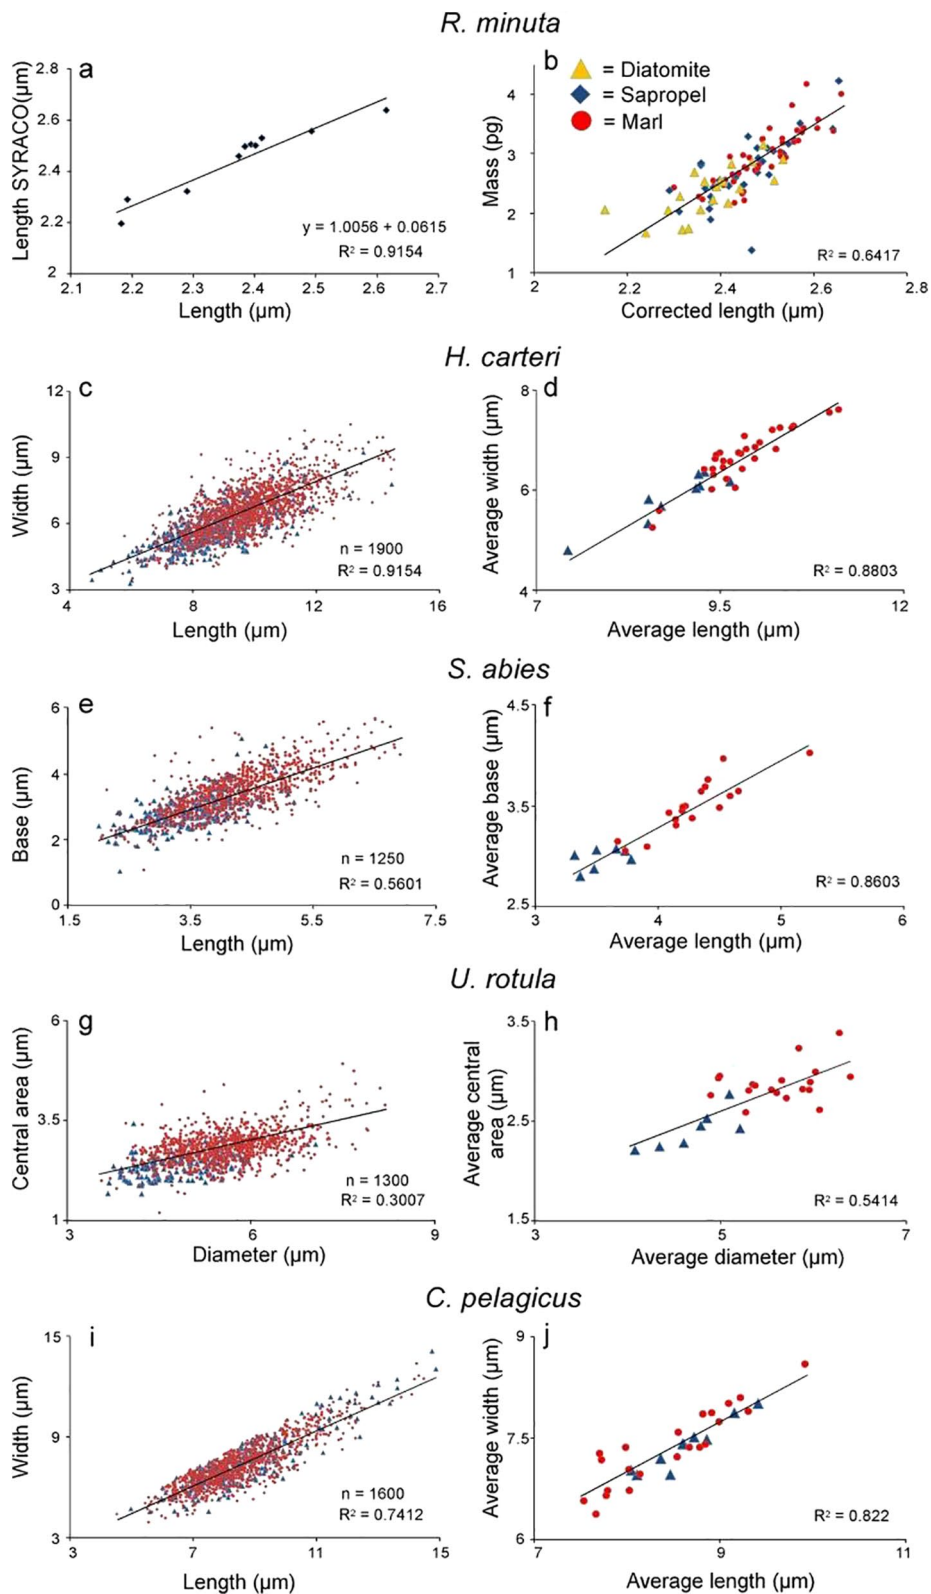 R. minuta
a
2.8
2.6
2.4
2.2
2
Length SYRACO(µm)
y = 1.0056 + 0.0615
R² = 0.9154
2.1 2.2 2.3 2.4 2.5 2.6 2.7
Length (µm)
b
= Diatomite
= Sapropel
= Marl
4
3
2
1
Mass (pg)
R² = 0.6417
2 2.2 2.4 2.6 2.8
Corrected length (µm)
H. carteri
c
12
9
6
3
Width (µm)
n = 1900
R² = 0.9154
4 8 12 16
Length (µm)
d
8
6
4
Average width (µm)
R² = 0.8803
7 9.5 12
Average length (µm)
S. abies
e
6
4
2
0
Base (µm)
n = 1250
R² = 0.5601
1.5 3.5 5.5 7.5
Length (µm)
f
4.5
3.5
2.5
Average base (µm)
R² = 0.8603
3 4 5 6
Average length (µm)
U. rotula
g
6
3.5
1
Central area (µm)
n = 1300
R² = 0.3007
3 6 9
Diameter (µm)
h
3.5
2.5
1.5
Average central
area (µm)
R² = 0.5414
3 5 7
Average diameter (µm)
C. pelagicus
i
15
9
3
Width (µm)
n = 1600
R² = 0.7412
3 7 11 15
Length (µm)
j
9
7.5
6
Average width (µm)
R² = 0.822
7 9 11
Average length (µm)